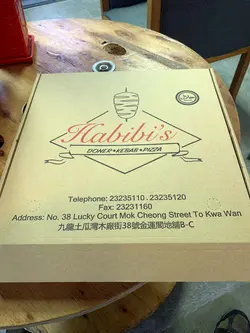 Habibi's
DONER•KEBAB•PIZZA
Telephone: 23235110 . 23235120
Fax: 23231160
Address: No. 38 Lucky Court Mok Cheong Street To Kwa Wan
九龍土瓜灣木廠街38號金運閣地舖B-C